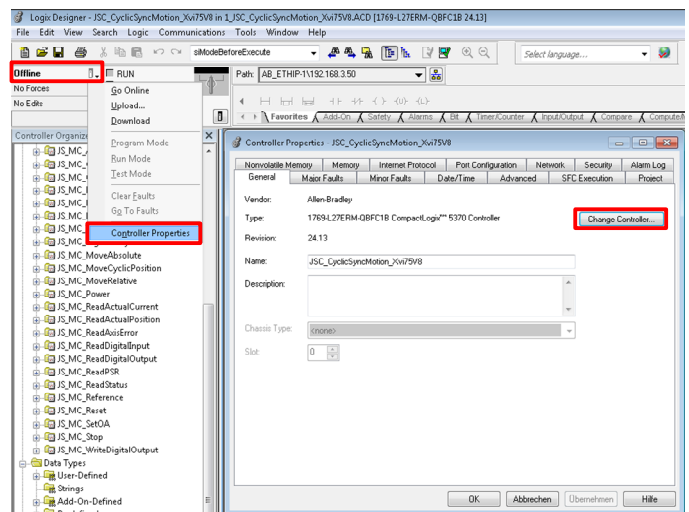 Logix Designer - JSC_CyclicSyncMotion_Xvi75V8 in 1_JSC_CyclicSyncMotion_Xvi75V8.ACD [1769-L27ERM-QBFC1B 24.13]
File Edit View Search Logic Communications Tools Window Help
siModeBeforeExecute
Select language...
Offline
RUN
Path: AB_ETHIP-1\192.168.3.50
No Forces
No Edits
Go Online
Upload...
Download
Program Mode
Run Mode
Test Mode
Clear Faults
Go To Faults
Controller Properties
Favorites Add-On Safety Alarms Bit Timer/Counter Input/Output Compare
Controller Organize
JS_MC_MoveAbsolute
JS_MC_MoveCyclicPosition
JS_MC_MoveRelative
JS_MC_Power
JS_MC_ReadActualCurrent
JS_MC_ReadActualPosition
JS_MC_ReadAxisError
JS_MC_ReadDigitalInput
JS_MC_ReadDigitalOutput
JS_MC_ReadPSR
JS_MC_ReadStatus
JS_MC_Reference
JS_MC_Reset
JS_MC_SetOA
JS_MC_Stop
JS_MC_WriteDigitalOutput
Data Types
User-Defined
Strings
Add-On-Defined
Controller Properties - JSC_CyclicSyncMotion_Xvi75V8
Nonvolatile Memory Memory Internet Protocol Port Configuration Network Security Alarm Log
General Major Faults Minor Faults Date/Time Advanced SFC Execution Project
Vendor: Allen-Bradley
Type: 1769-L27ERM-QBFC1B CompactLogix™ 5370 Controller
Change Controller...
Revision: 24.13
Name: JSC_CyclicSyncMotion_Xvi75V8
Description:
Chassis Type: <none>
Slot: 0
OK Abbrechen Übernehmen Hilfe